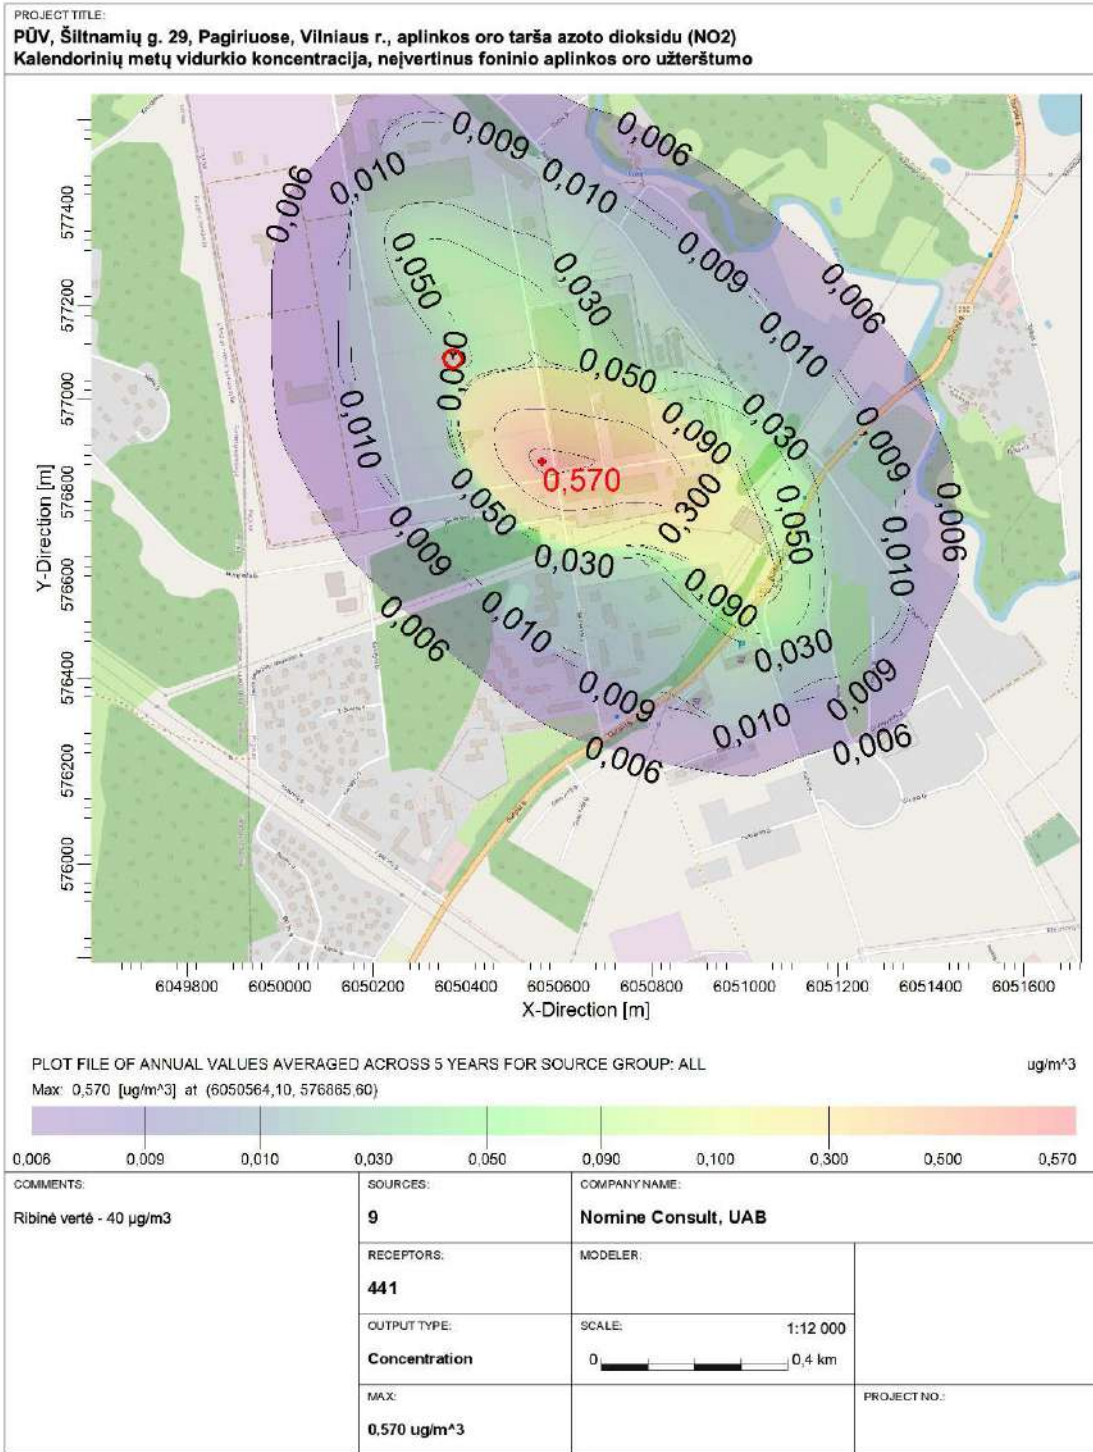 PROJECT TITLE:
PŪV, Šiltnamių g. 29, Pagiriuose, Vilniaus r., aplinkos oro tarša azoto dioksidu (NO2)
Kalendorinių metų vidurkio koncentracija, neįvertinus foninio aplinkos oro užterštumo
0,006
0,009
0,010
0,006
0,010
0,009
0,050
0,030
0,006
0,010
0,050
0,030
0,010
0,090
0,009
0,570
0,300
0,050
0,050
0,006
0,009
0,030
0,010
0,090
0,010
0,006
0,030
0,009
0,009
0,010
0,006
0,006
Y-Direction [m]
577400
577200
577000
576800
576600
576400
576200
576000
6049800 6050000 6050200 6050400 6050600 6050800 6051000 6051200 6051400 6051600
X-Direction [m]
PLOT FILE OF ANNUAL VALUES AVERAGED ACROSS 5 YEARS FOR SOURCE GROUP: ALL ug/m^3
Max: 0,570 [ug/m^3] at (6050564,10, 576865,60)
0,006 0,009 0,010 0,030 0,050 0,090 0,100 0,300 0,500 0,570
COMMENTS:
Ribinė vertė - 40 µg/m3
SOURCES:
9
COMPANY NAME:
Nomine Consult, UAB
RECEPTORS:
441
MODELER:
OUTPUT TYPE:
Concentration
SCALE: 1:12 000
0 0,4 km
MAX:
0,570 ug/m^3
PROJECT NO.: